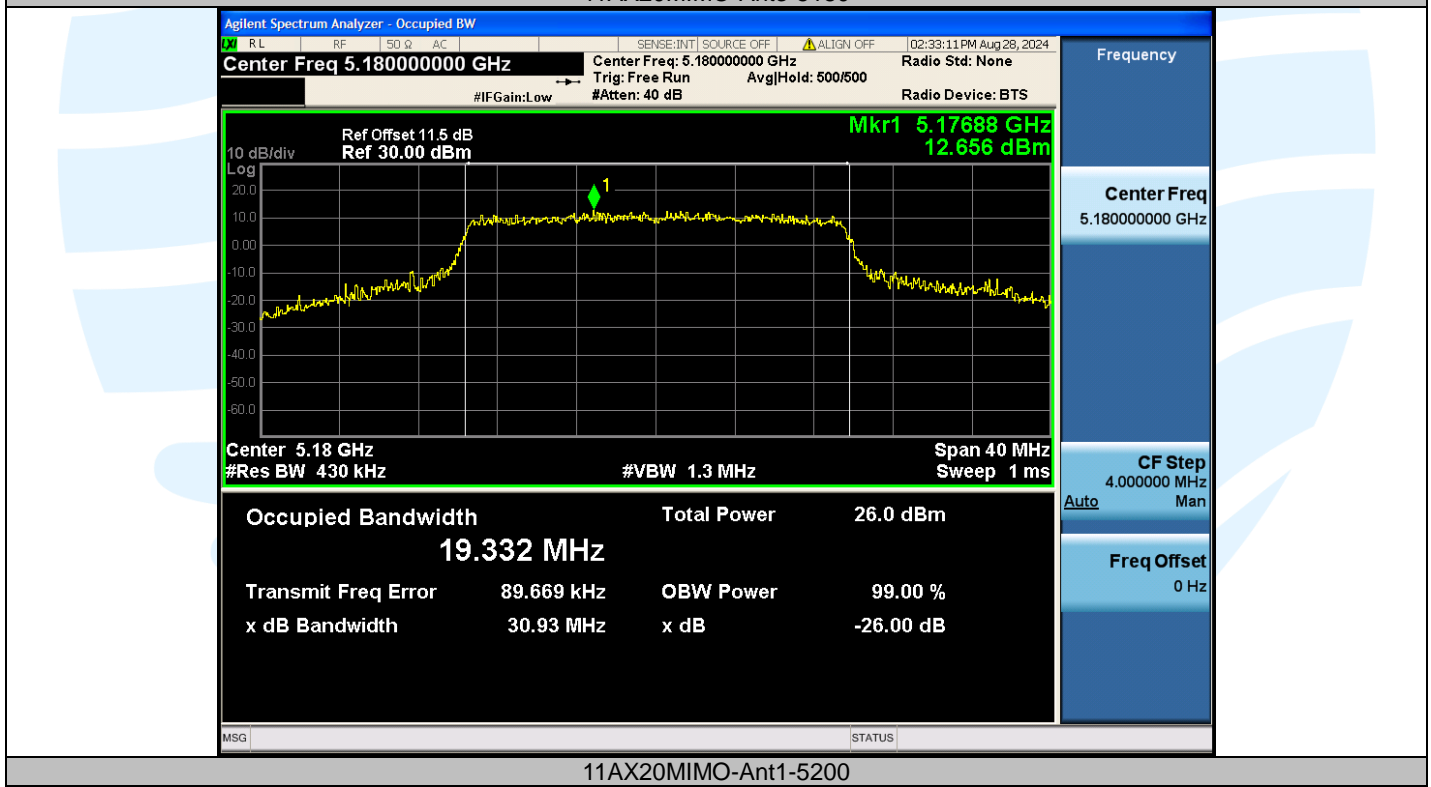 Agilent Spectrum Analyzer - Occupied BW
LXI RL RF 50 Ω AC SENSE:INT SOURCE OFF ALIGN OFF 02:33:11 PM Aug 28, 2024
Center Freq 5.180000000 GHz
Center Freq: 5.180000000 GHz
Radio Std: None
Trig: Free Run Avg|Hold: 500/500
#IFGain:Low
#Atten: 40 dB
Radio Device: BTS
Ref Offset 11.5 dB
Mkr1 5.17688 GHz
10 dB/div Ref 30.00 dBm
12.656 dBm
Log
20.0
10.0
0.00
-10.0
-20.0
-30.0
-40.0
-50.0
-60.0
1
Center 5.18 GHz Span 40 MHz
#Res BW 430 kHz #VBW 1.3 MHz Sweep 1 ms
Occupied Bandwidth Total Power 26.0 dBm
19.332 MHz
Transmit Freq Error 89.669 kHz OBW Power 99.00 %
x dB Bandwidth 30.93 MHz x dB -26.00 dB
Frequency
Center Freq
5.180000000 GHz
CF Step
4.000000 MHz
Auto Man
Freq Offset
0 Hz
MSG STATUS
11AX20MIMO-Ant1-5200